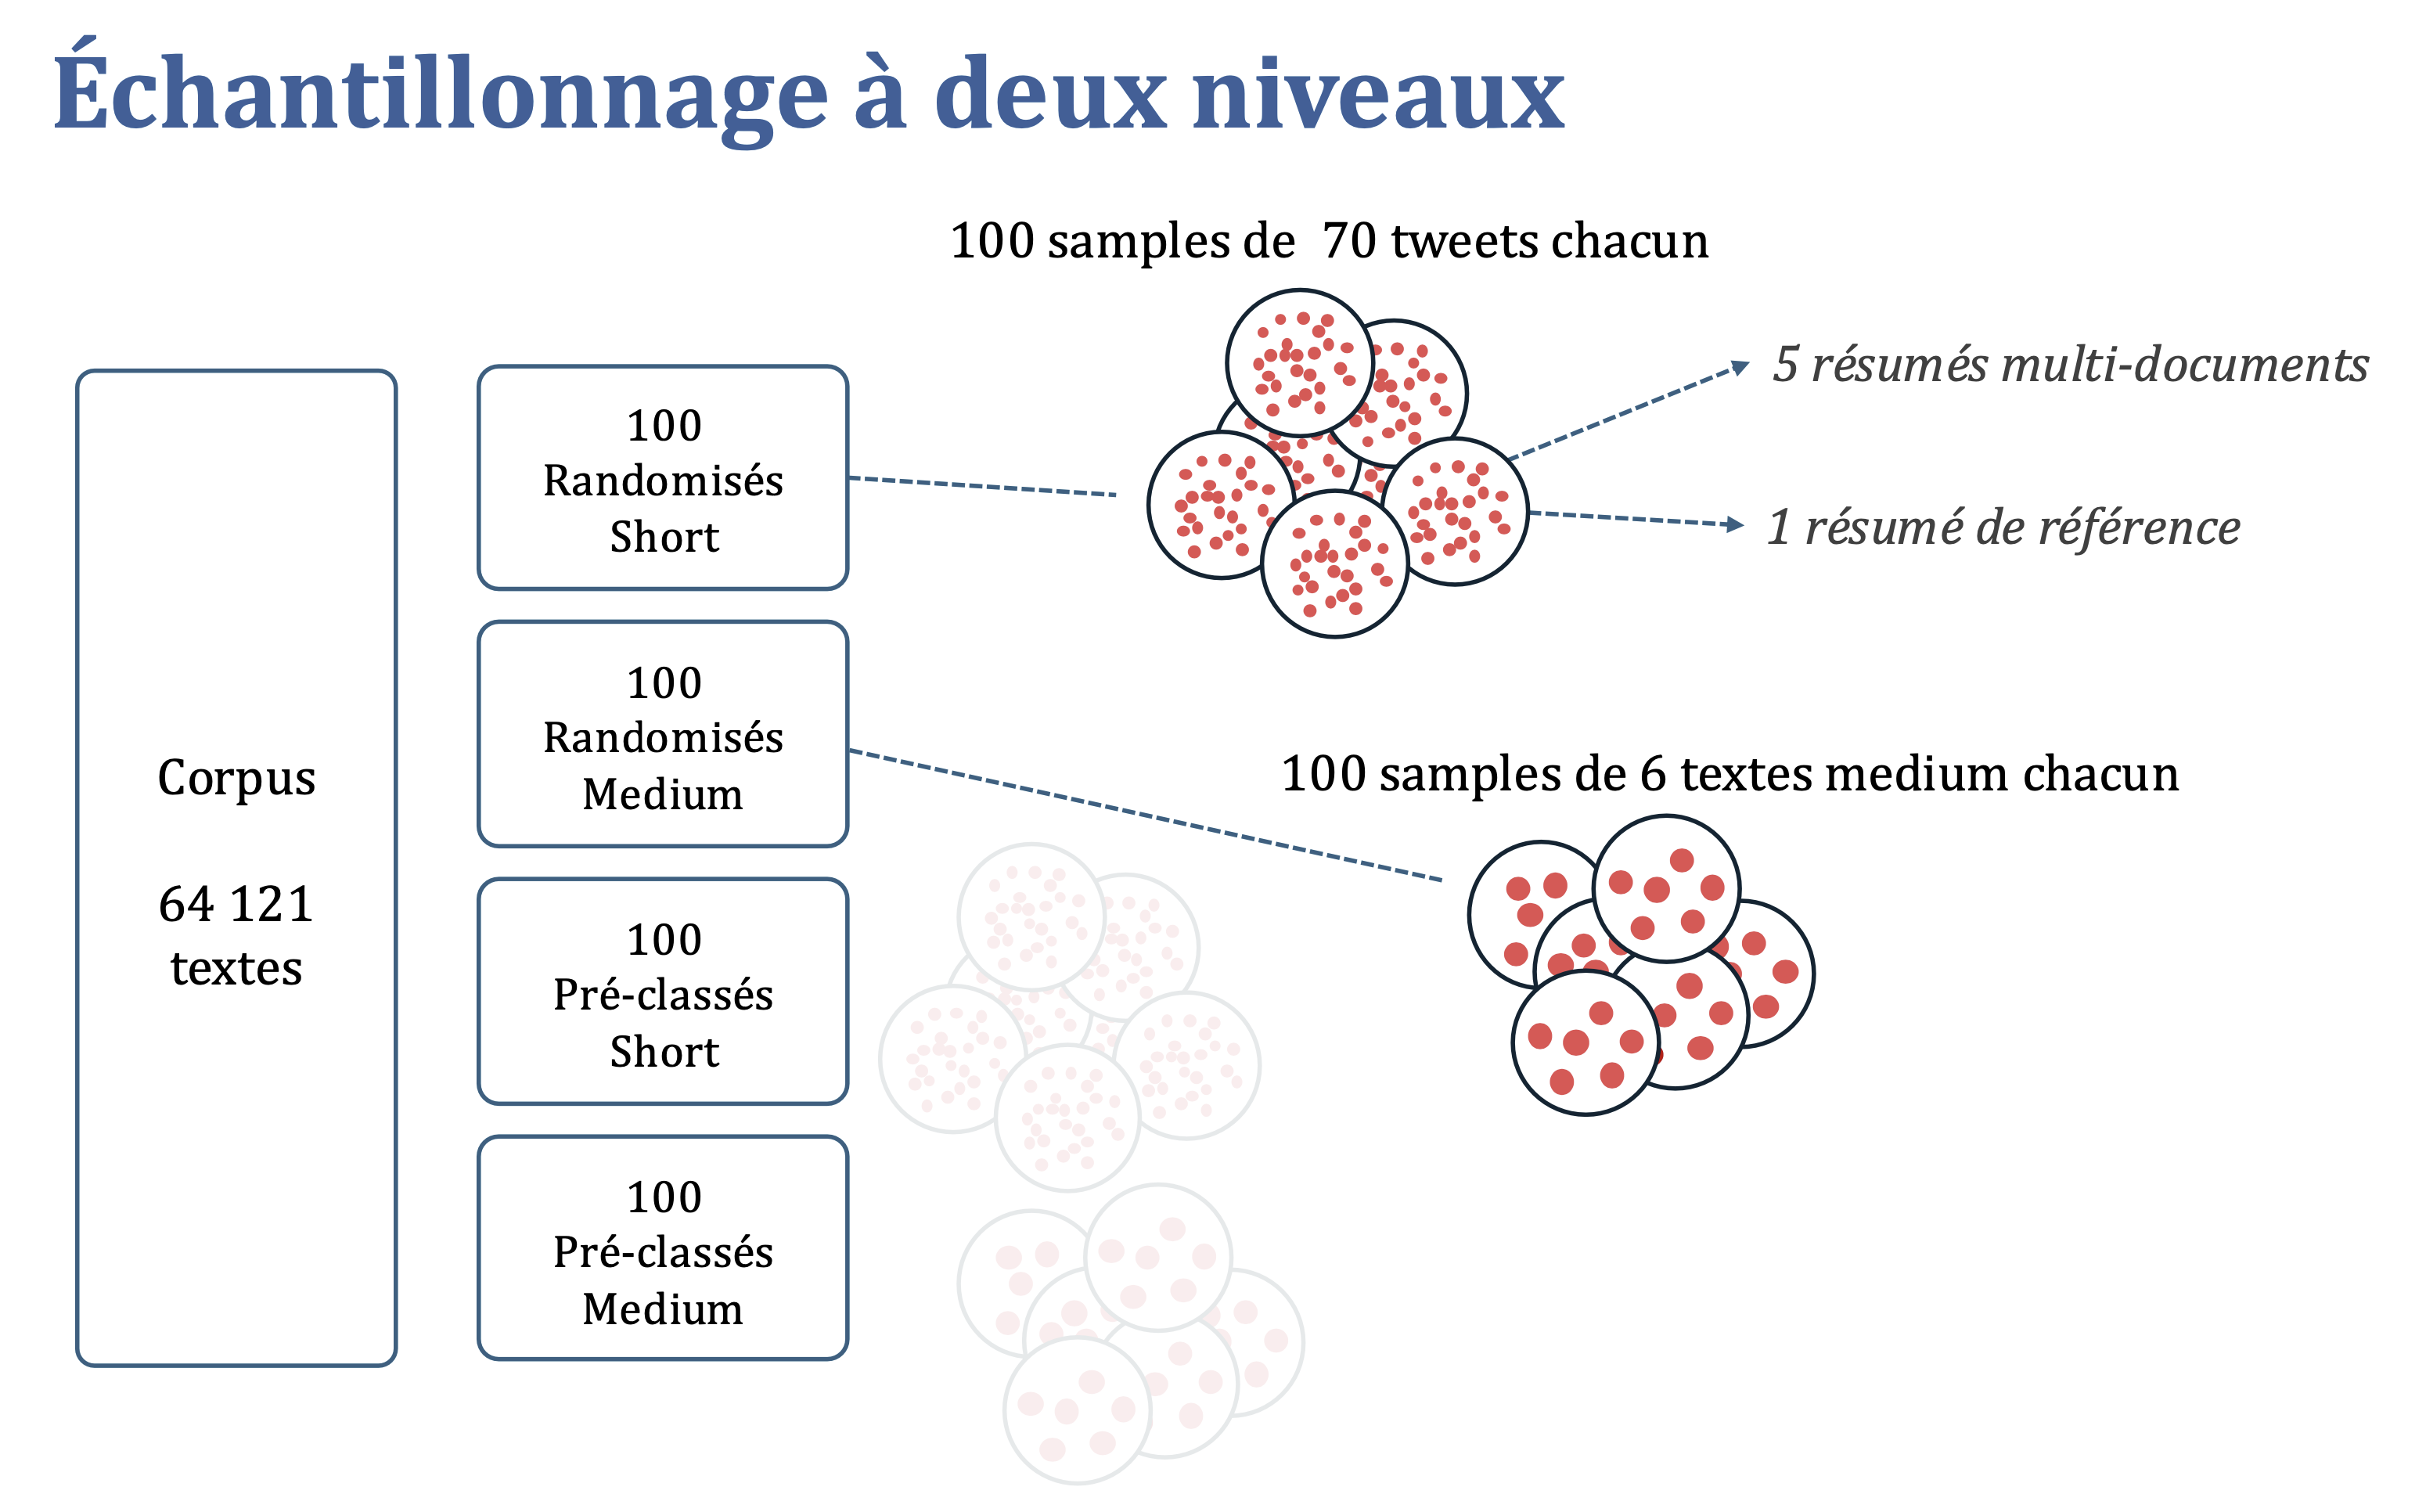 Échantillonnage à deux niveaux
100 samples de 70 tweets chacun
5 résumés multi-documents
1 résumé de référence
100
Randomisés
Short
100
Randomisés
Medium
100 samples de 6 textes medium chacun
Corpus
64 121
textes
100
Pré-classés
Short
100
Pré-classés
Medium